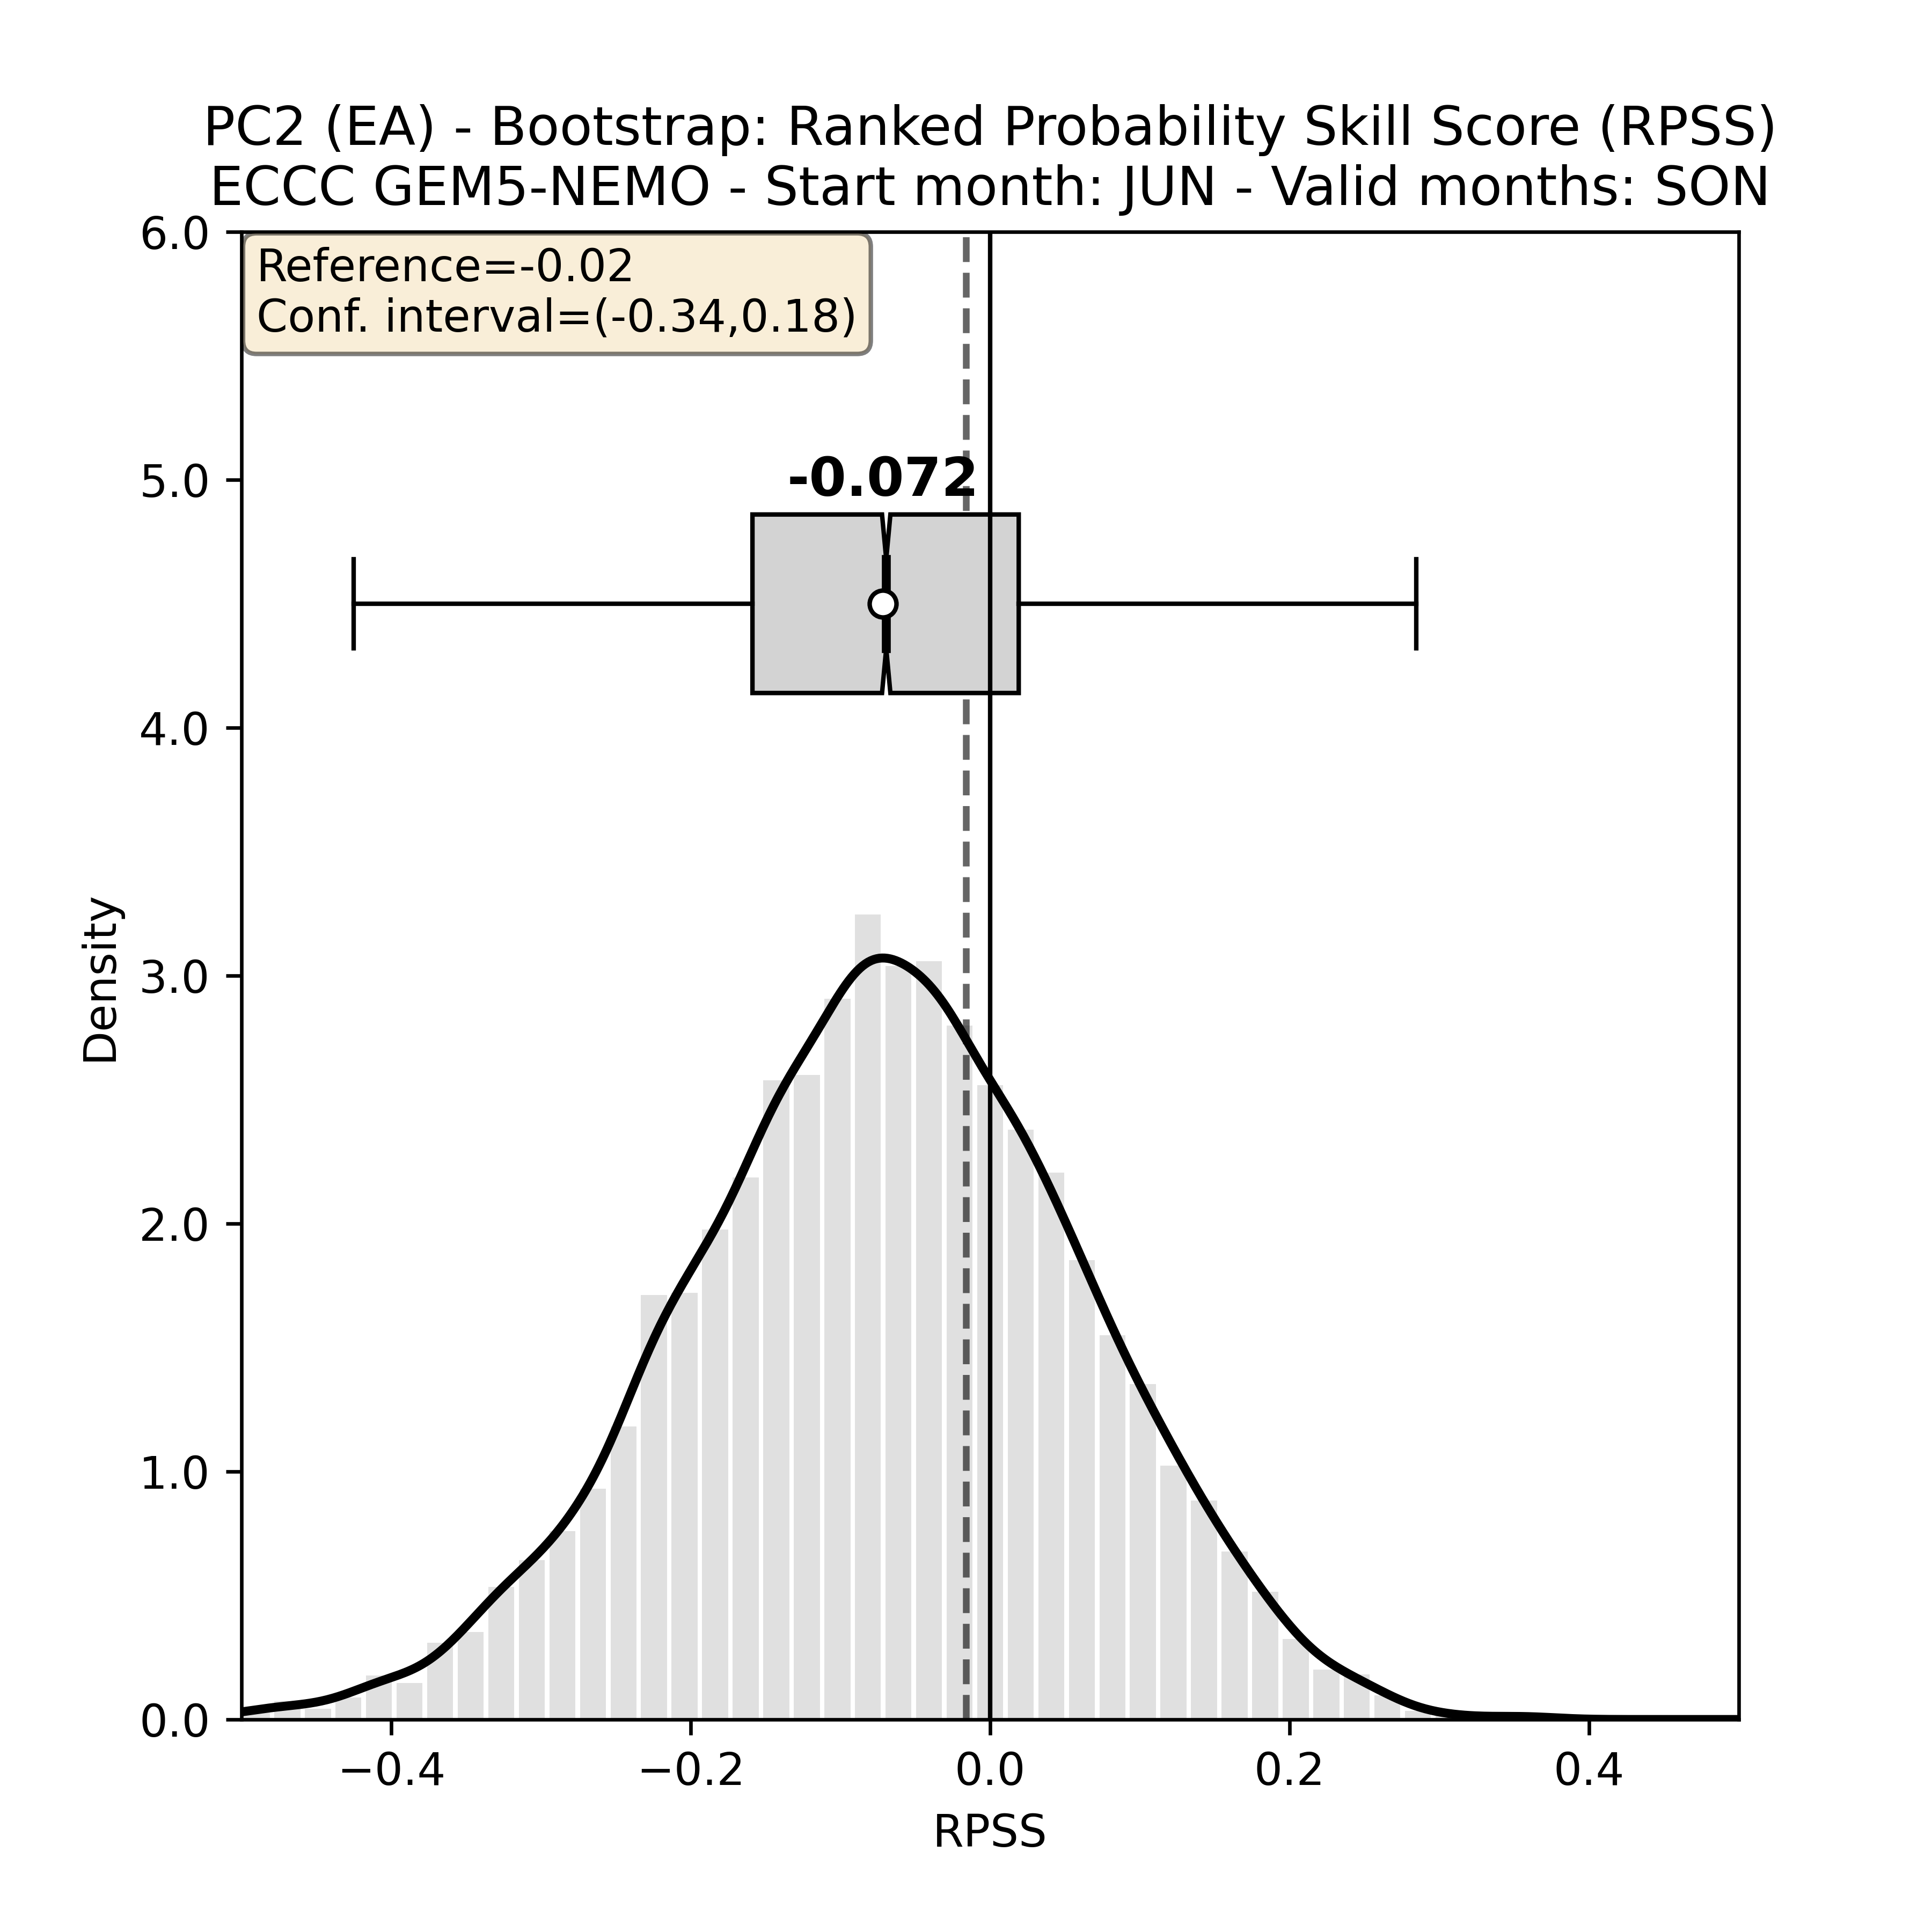 PC2 (EA) - Bootstrap: Ranked Probability Skill Score (RPSS)
ECCC GEM5-NEMO - Start month: JUN - Valid months: SON
Reference=-0.02
Conf. interval=(-0.34,0.18)
-0.072
6.0
5.0
4.0
3.0
2.0
1.0
0.0
Density
−0.4
−0.2
0.0
0.2
0.4
RPSS